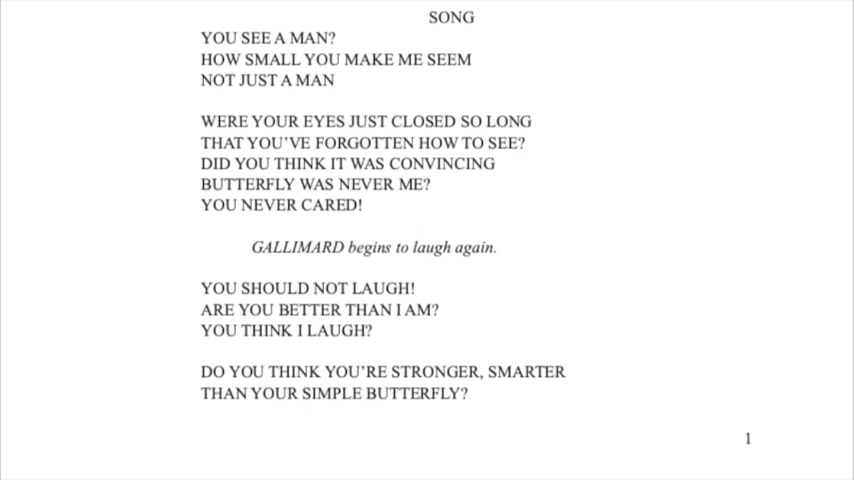 SONG
YOU SEE A MAN?
HOW SMALL YOU MAKE ME SEEM
NOT JUST A MAN
WERE YOUR EYES JUST CLOSED SO LONG
THAT YOU'VE FORGOTTEN HOW TO SEE?
DID YOU THINK IT WAS CONVINCING
BUTTERFLY WAS NEVER ME?
YOU NEVER CARED!
GALLIMARD begins to laugh again.
YOU SHOULD NOT LAUGH!
ARE YOU BETTER THAN I AM?
YOU THINK I LAUGH?
DO YOU THINK YOU'RE STRONGER, SMARTER
THAN YOUR SIMPLE BUTTERFLY?
1